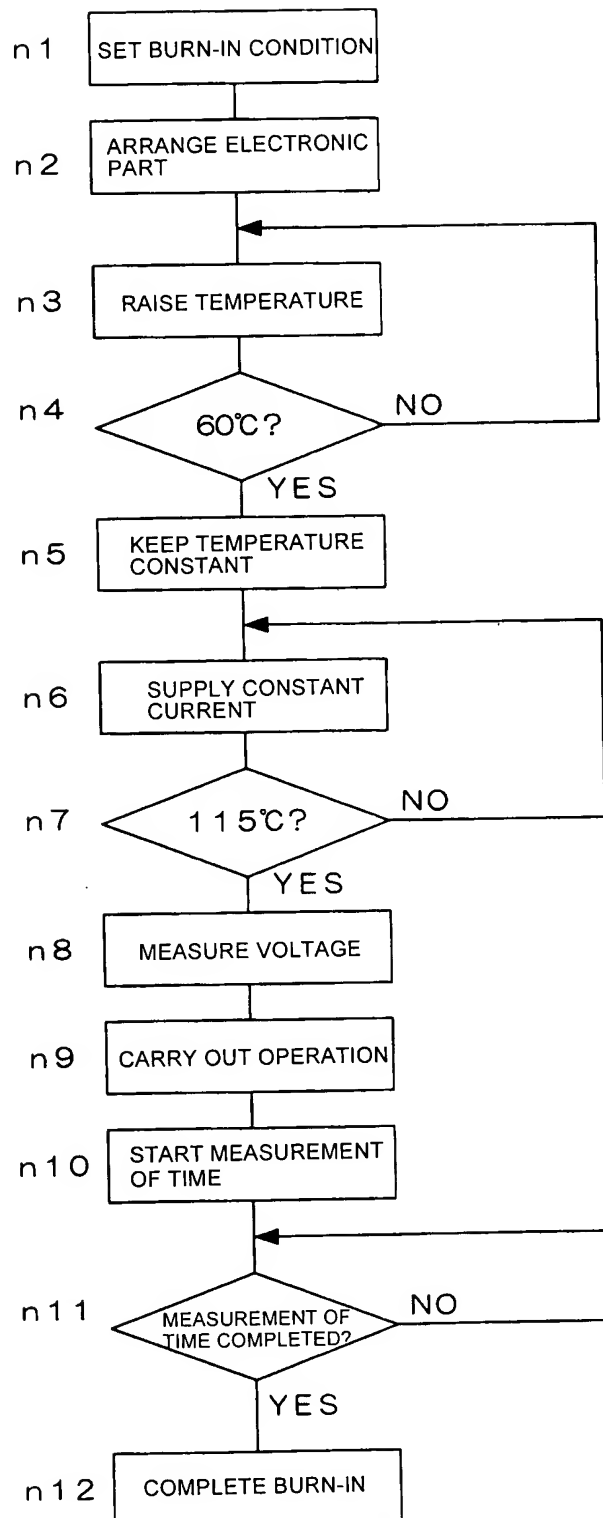 n1
SET BURN-IN CONDITION
n2
ARRANGE ELECTRONIC
PART
n3
RAISE TEMPERATURE
n4
60℃?
NO
YES
n5
KEEP TEMPERATURE
CONSTANT
n6
SUPPLY CONSTANT
CURRENT
n7
115℃?
NO
YES
n8
MEASURE VOLTAGE
n9
CARRY OUT OPERATION
n10
START MEASUREMENT
OF TIME
n11
MEASUREMENT OF
TIME COMPLETED?
NO
YES
n12
COMPLETE BURN-IN